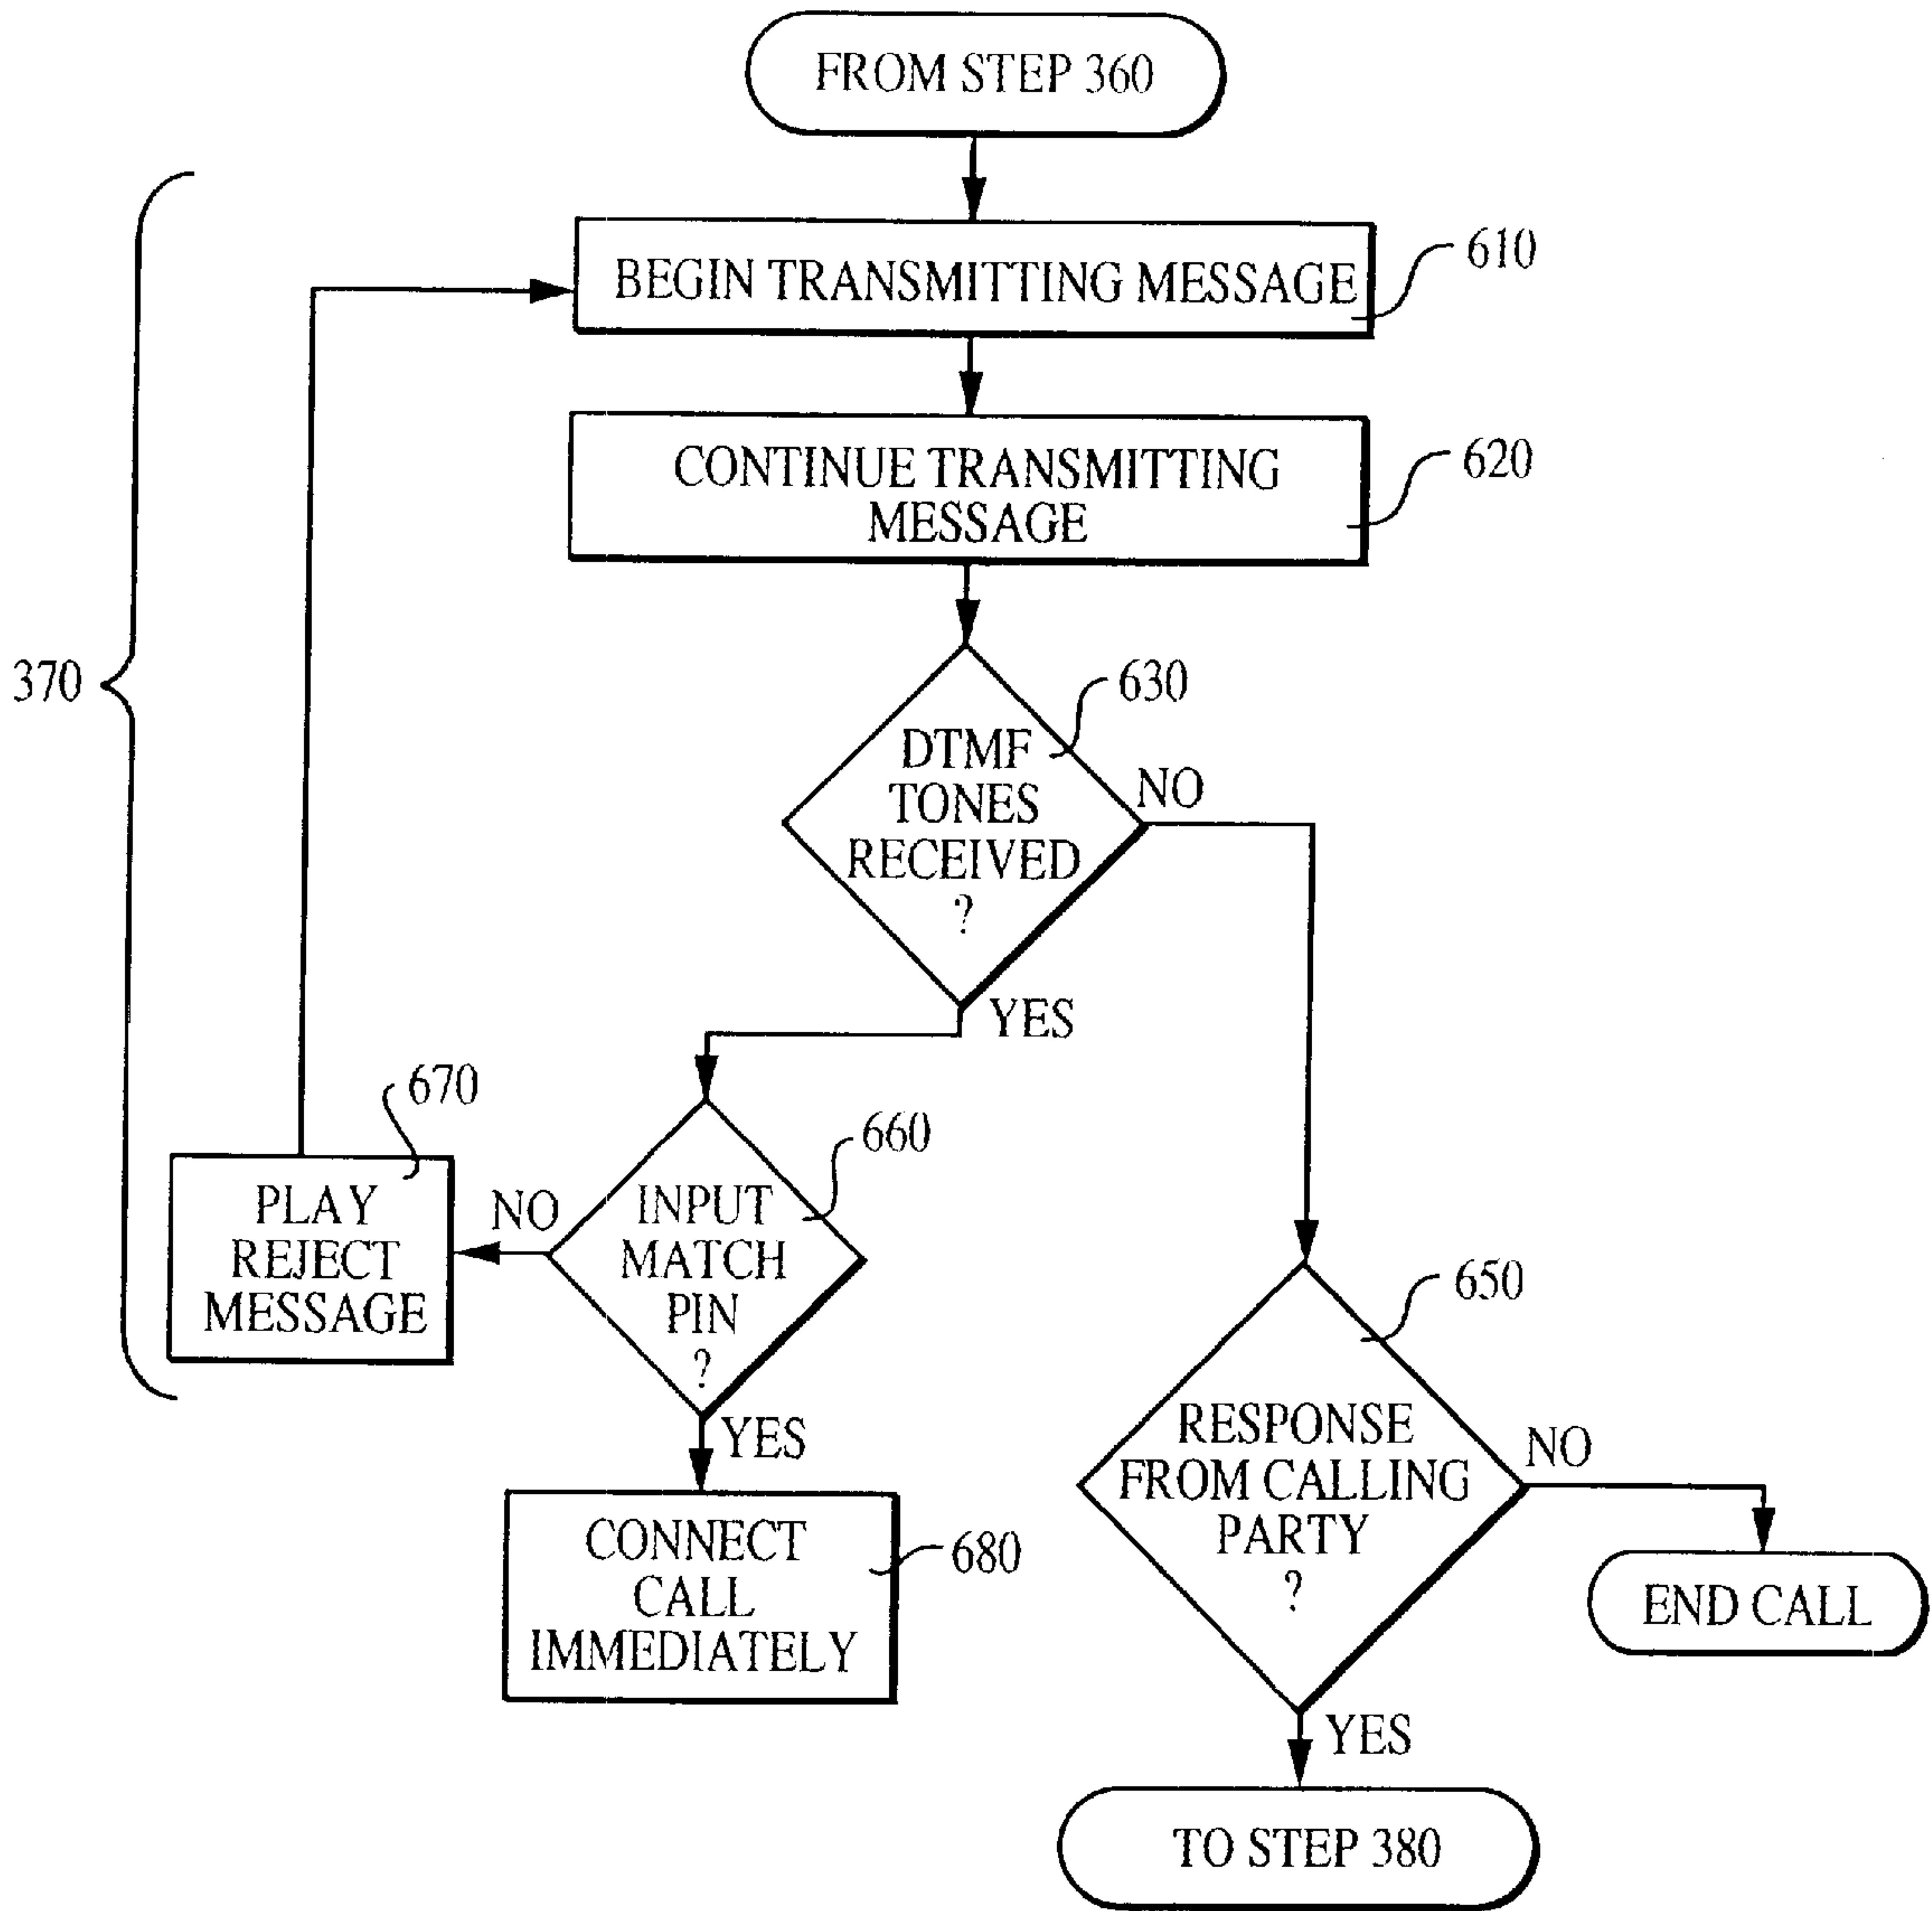 FROM STEP 360
BEGIN TRANSMITTING MESSAGE
610
CONTINUE TRANSMITTING
MESSAGE
620
370
630
DTMF
TONES
RECEIVED
?
NO
YES
670
660
PLAY
REJECT
MESSAGE
NO
INPUT
MATCH
PIN
?
650
YES
RESPONSE
FROM CALLING
PARTY
?
NO
CONNECT
CALL
IMMEDIATELY
680
END CALL
YES
TO STEP 380